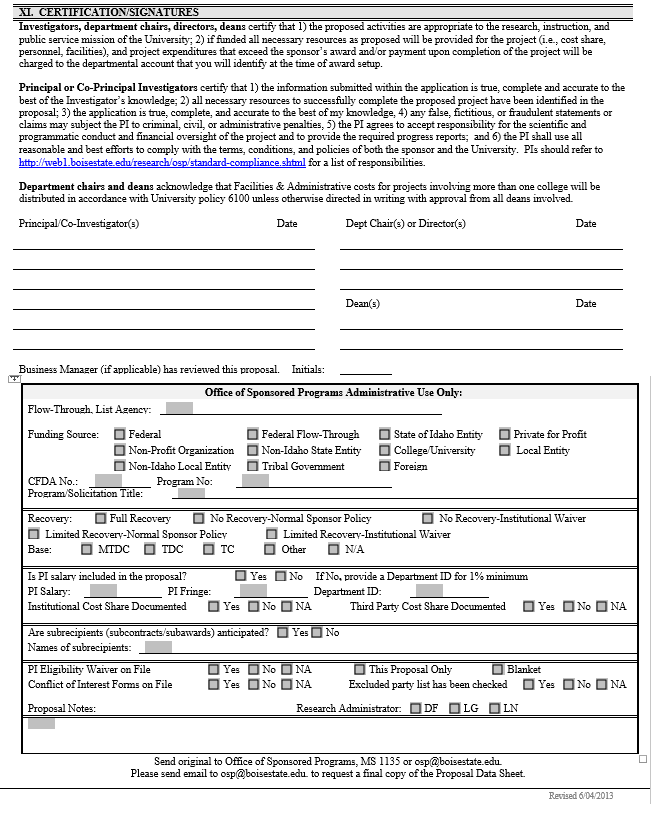 XI. CERTIFICATION/SIGNATURES
Investigators, department chairs, directors, deans certify that 1) the proposed activities are appropriate to the research, instruction, and
public service mission of the University; 2) if funded all necessary resources as proposed will be provided for the project (i.e., cost share,
personnel, facilities), and project expenditures that exceed the sponsor's award and/or payment upon completion of the project will be
charged to the departmental account that you will identify at the time of award setup.
Principal or Co-Principal Investigators certify that 1) the information submitted within the application is true, complete and accurate to the
best of the Investigator's knowledge; 2) all necessary resources to successfully complete the proposed project have been identified in the
proposal; 3) the application is true, complete, and accurate to the best of my knowledge, 4) any false, fictitious, or fraudulent statements or
claims may subject the PI to criminal, civil, or administrative penalties, 5) the PI agrees to accept responsibility for the scientific and
programmatic conduct and financial oversight of the project and to provide the required progress reports; and 6) the PI shall use all
reasonable and best efforts to comply with the terms, conditions, and policies of both the sponsor and the University. PIs should refer to
http://web1.boisestate.edu/research/osp/standard-compliance.shtml for a list of responsibilities.
Department chairs and deans acknowledge that Facilities & Administrative costs for projects involving more than one college will be
distributed in accordance with University policy 6100 unless otherwise directed in writing with approval from all deans involved.
Principal/Co-Investigator(s) Date Dept Chair(s) or Director(s) Date
Dean(s) Date
Business Manager (if applicable) has reviewed this proposal. Initials:
Office of Sponsored Programs Administrative Use Only:
Flow-Through, List Agency:
Funding Source: Federal Federal Flow-Through State of Idaho Entity Private for Profit
Non-Profit Organization Non-Idaho State Entity College/University Local Entity
Non-Idaho Local Entity Tribal Government Foreign
CFDA No.: Program No:
Program/Solicitation Title:
Recovery: Full Recovery No Recovery-Normal Sponsor Policy No Recovery-Institutional Waiver
Limited Recovery-Normal Sponsor Policy Limited Recovery-Institutional Waiver
Base: MTDC TDC TC Other N/A
Is PI salary included in the proposal? Yes No If No, provide a Department ID for 1% minimum
PI Salary: PI Fringe: Department ID:
Institutional Cost Share Documented Yes No NA Third Party Cost Share Documented Yes No NA
Are subrecipients (subcontracts/subawards) anticipated? Yes No
Names of subrecipients:
PI Eligibility Waiver on File Yes No NA This Proposal Only Blanket
Conflict of Interest Forms on File Yes No NA Excluded party list has been checked Yes No NA
Proposal Notes: Research Administrator: DF LG LN
Send original to Office of Sponsored Programs, MS 1135 or osp@boisestate.edu.
Please send email to osp@boisestate.edu. to request a final copy of the Proposal Data Sheet.
Revised 6/04/2013